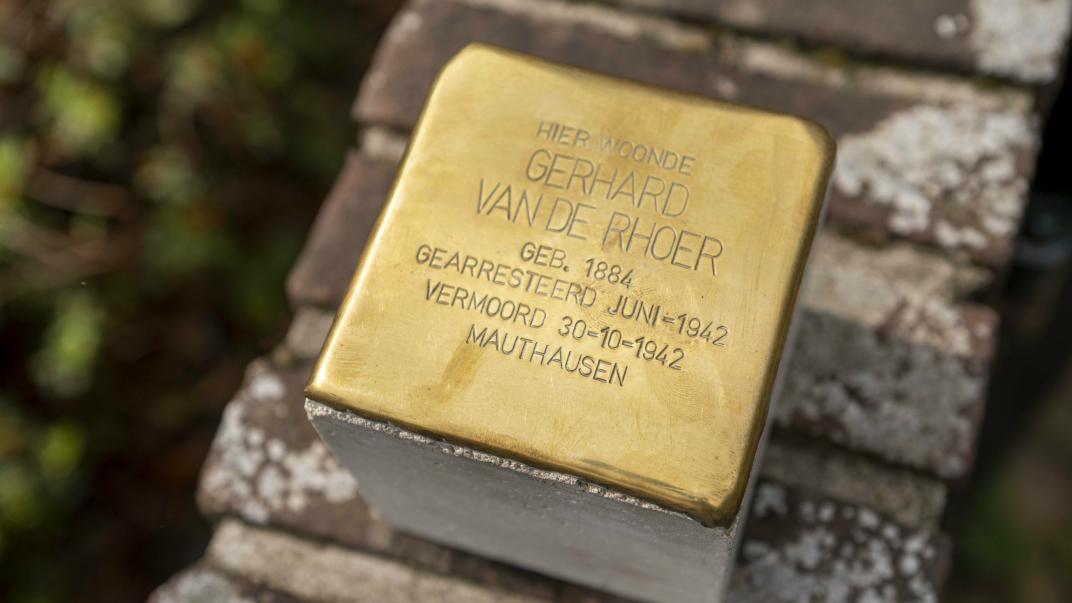 HIER WOONDE
GERHARD
VAN DE RHOER
GEB. 1884
GEARRESTEERD JUNI=1942
VERMOORD 30=10=1942
MAUTHAUSEN